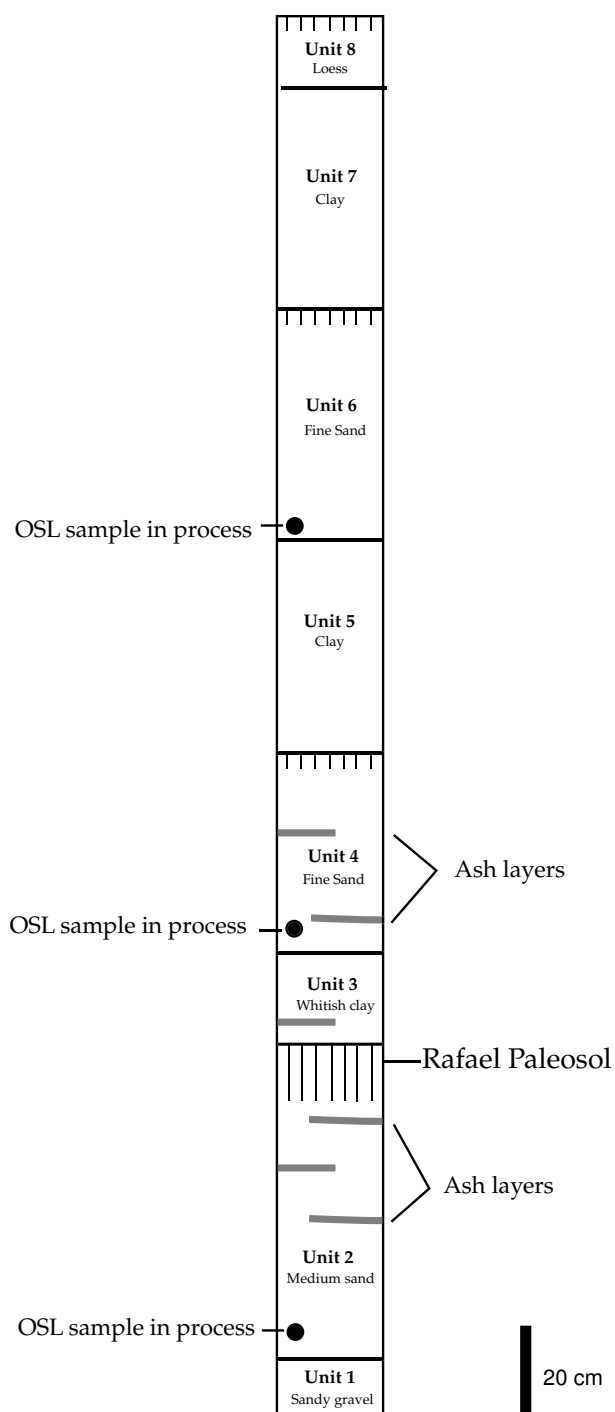 Unit 8
Loess
Unit 7
Clay
Unit 6
Fine Sand
OSL sample in process
Unit 5
Clay
Unit 4
Fine Sand
Ash layers
OSL sample in process
Unit 3
Whitish clay
Rafael Paleosol
Ash layers
Unit 2
Medium sand
OSL sample in process
Unit 1
Sandy gravel
20 cm